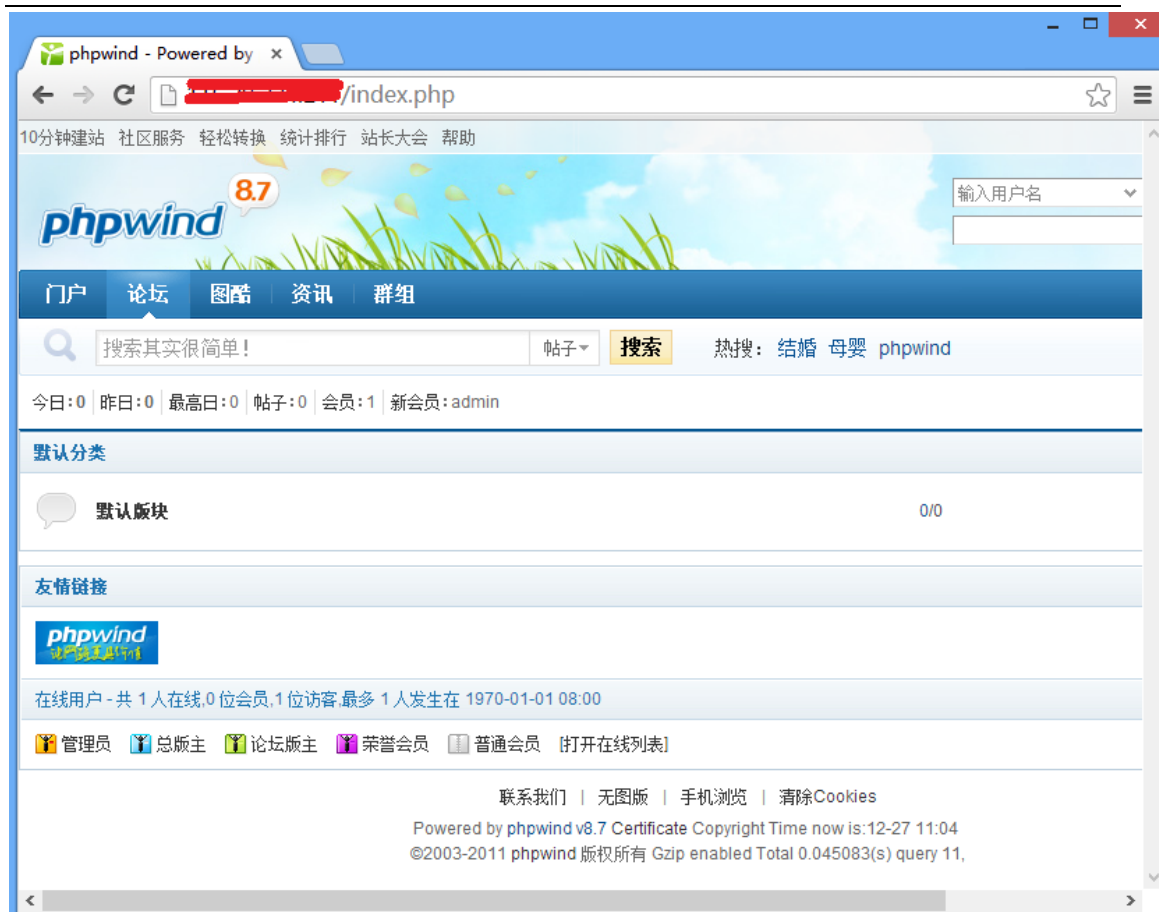 phpwind - Powered by
/index.php
10分钟建站 社区服务 轻松转换 统计排行 站长大会 帮助
phpwind 8.7
输入用户名
门户 论坛 图酷 资讯 群组
搜索其实很简单! 帖子 搜索 热搜: 结婚 母婴 phpwind
今日:0 昨日:0 最高日:0 帖子:0 会员:1 新会员:admin
默认分类
默认版块 0/0
友情链接
phpwind
在线用户 - 共 1 人在线,0 位会员,1 位访客,最多 1 人发生在 1970-01-01 08:00
管理员 总版主 论坛版主 荣誉会员 普通会员 [打开在线列表]
联系我们 | 无图版 | 手机浏览 | 清除Cookies
Powered by phpwind v8.7 Certificate Copyright Time now is:12-27 11:04
©2003-2011 phpwind 版权所有 Gzip enabled Total 0.045083(s) query 11,